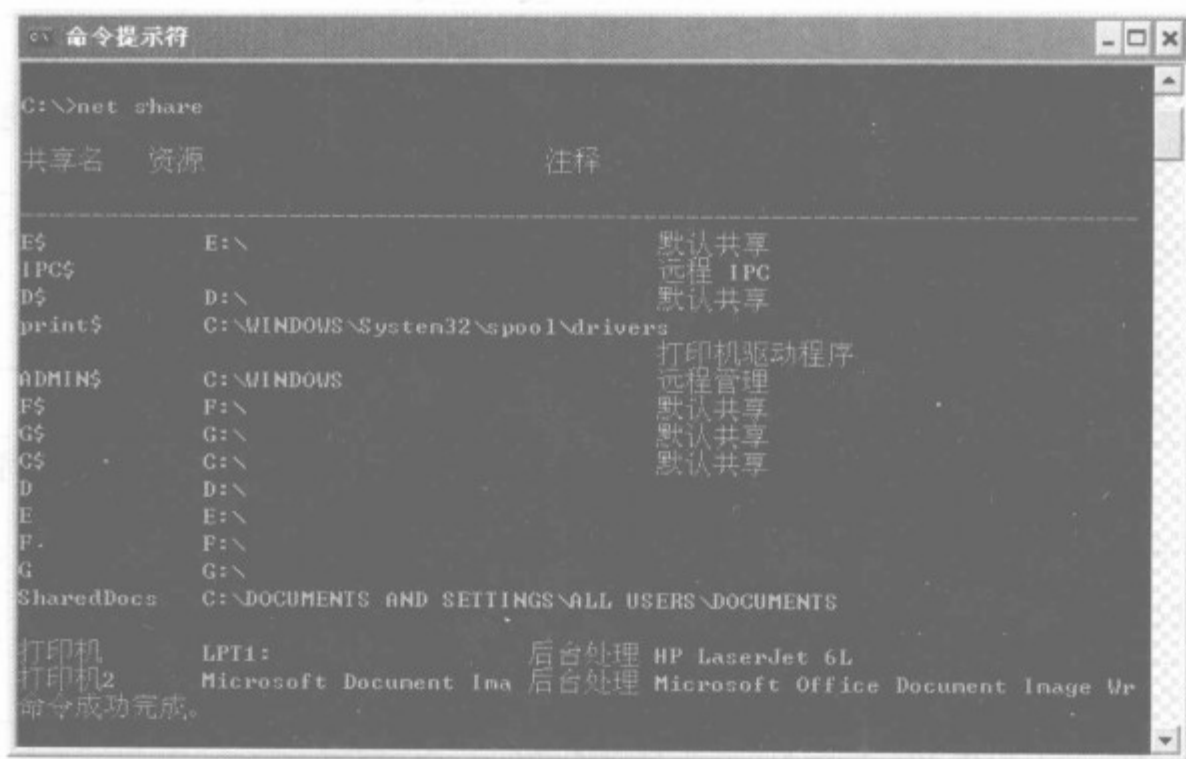 命令提示符
C:\>net share
共享名 资源 注释
E$ E:\ 默认共享
IPC$ 远程 IPC
D$ D:\ 默认共享
print$ C:\WINDOWS\System32\spool\drivers
打印机驱动程序
ADMIN$ C:\WINDOWS 远程管理
F$ F:\ 默认共享
G$ G:\ 默认共享
C$ C:\ 默认共享
D D:\
E E:\
F F:\
G G:\
SharedDocs C:\DOCUMENTS AND SETTINGS\ALL USERS\DOCUMENTS
打印机 LPT1: 后台处理 HP LaserJet 6L
打印机2 Microsoft Document Ima 后台处理 Microsoft Office Document Image Wr
命令成功完成。